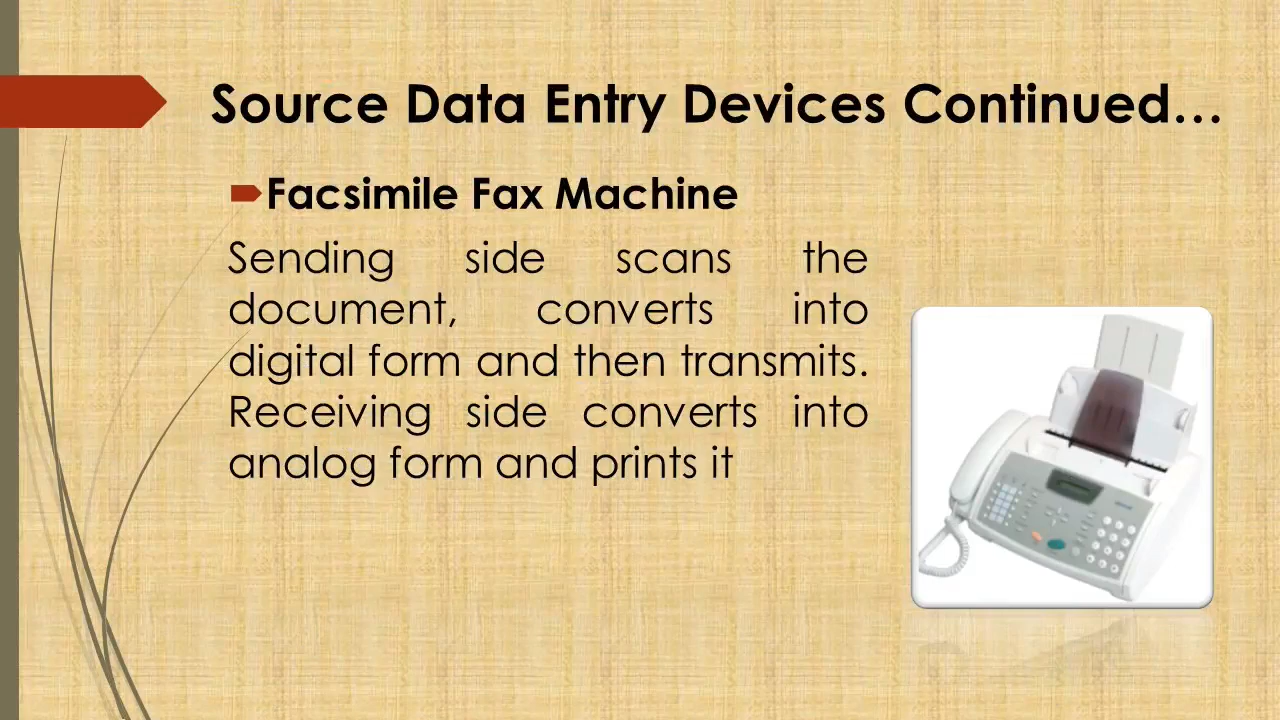 Source Data Entry Devices Continued…
Facsimile Fax Machine
Sending side scans the
document, converts into
digital form and then transmits.
Receiving side converts into
analog form and prints it